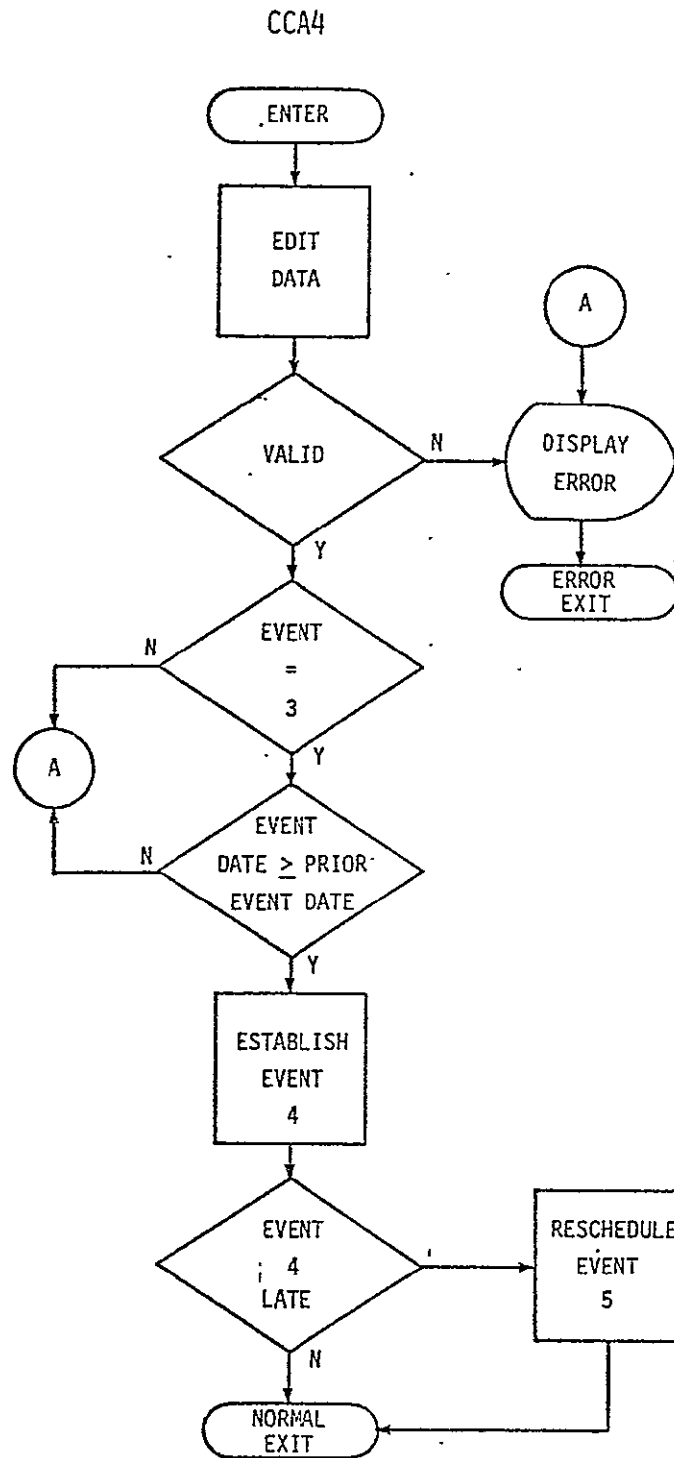 CCA4
ENTER
EDIT
DATA
A
VALID
N
DISPLAY
ERROR
Y
ERROR
EXIT
EVENT
=
3
N
Y
A
EVENT
DATE ≥ PRIOR
EVENT DATE
N
Y
ESTABLISH
EVENT
4
EVENT
4
LATE
RESCHEDULE
EVENT
5
N
NORMAL
EXIT